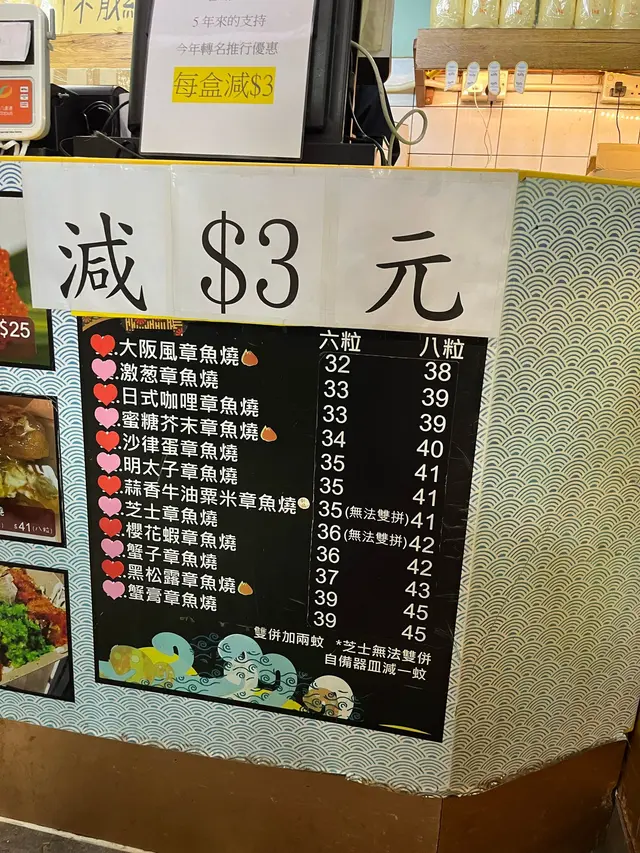 5年來的支持
今年轉名推行優惠
每盒減$3
減 $3 元
$25
$41(八粒)
六粒 八粒
大阪風章魚燒 32 38
激葱章魚燒 33 39
日式咖喱章魚燒 33 39
蜜糖芥末章魚燒 34 40
沙律蛋章魚燒 35 41
明太子章魚燒 35 41
蒜香牛油粟米章魚燒 35(無法雙拼) 41
芝士章魚燒 36(無法雙拼) 42
櫻花蝦章魚燒 36 42
蟹子章魚燒 37 43
黑松露章魚燒 39 45
蟹膏章魚燒 39 45
雙併加兩蚊 *芝士無法雙併
自備器皿減一蚊